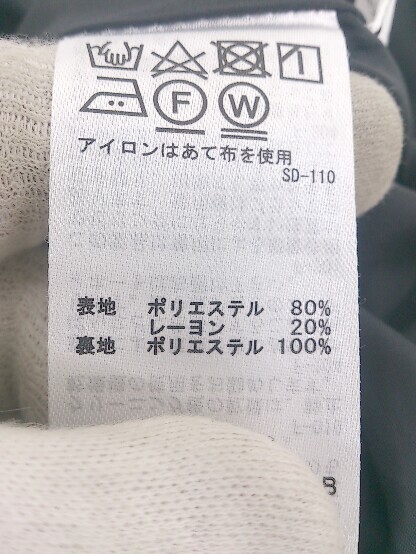 F W
アイロンはあて布を使用
SD-110
表地 ポリエステル 80%
レーヨン 20%
裏地 ポリエステル 100%